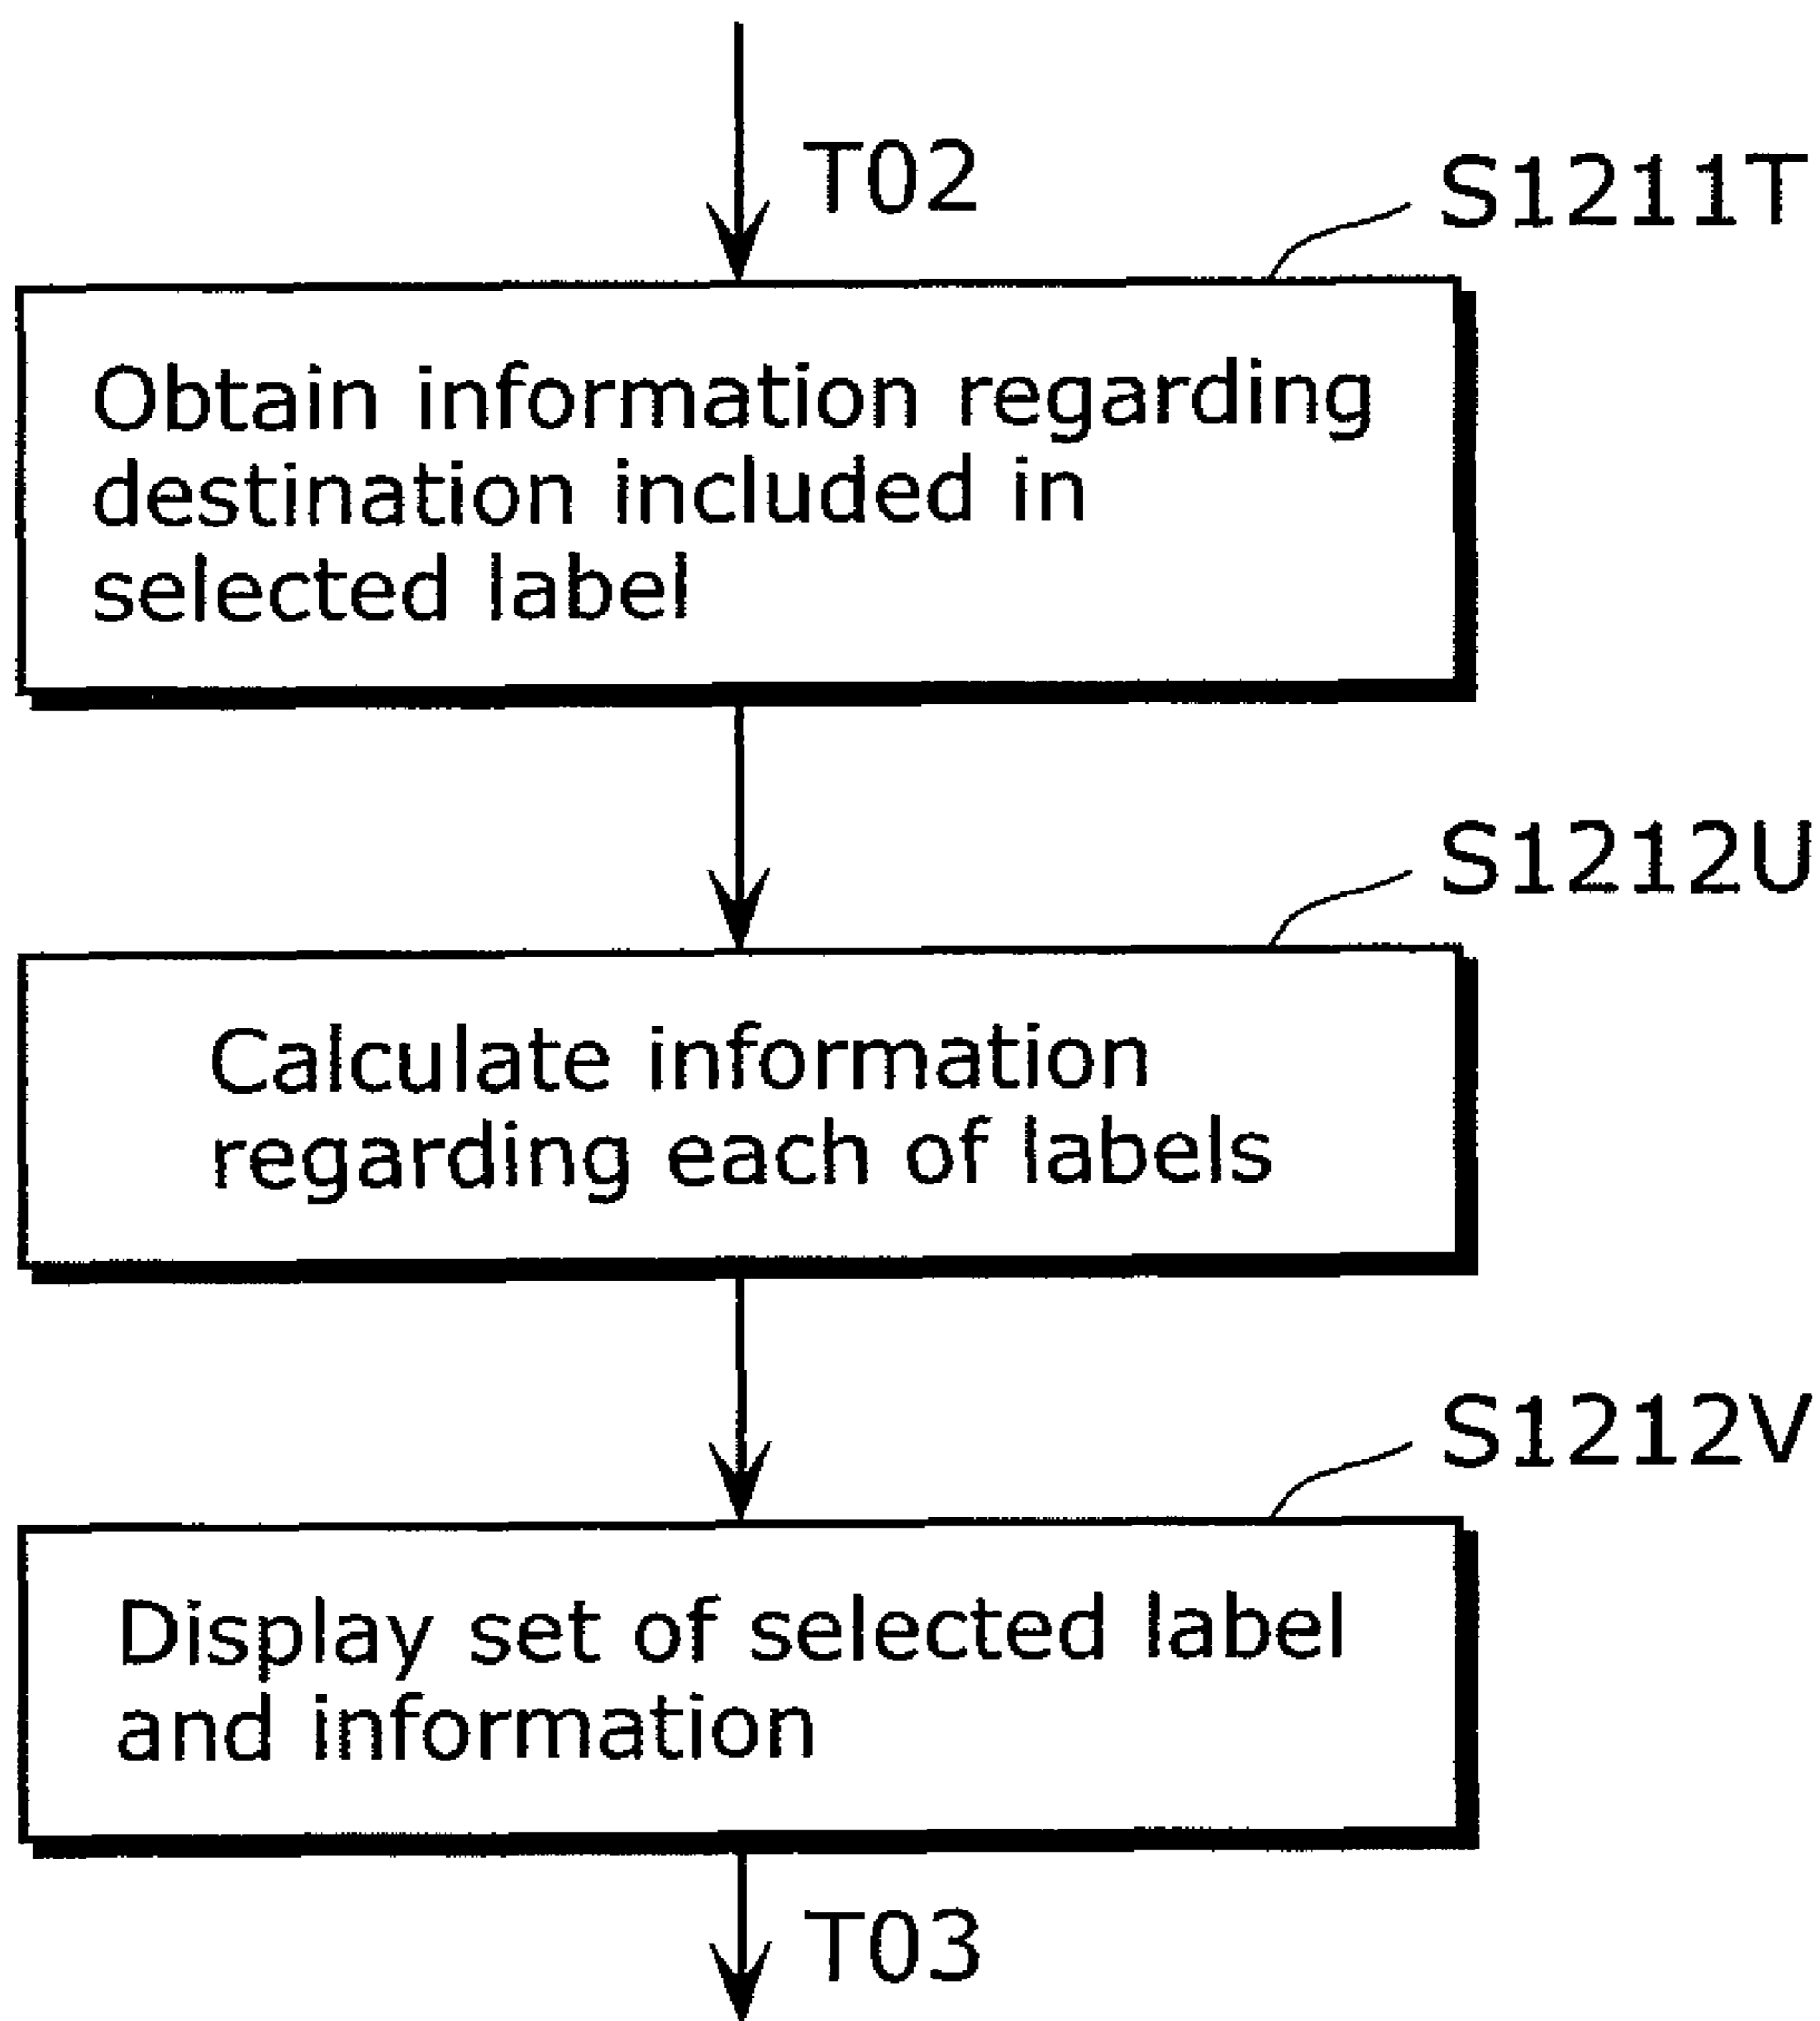 T02
S1211T
Obtain information regarding
destination included in
selected label
S1212U
Calculate information
regarding each of labels
S1212V
Display set of selected label
and information
T03